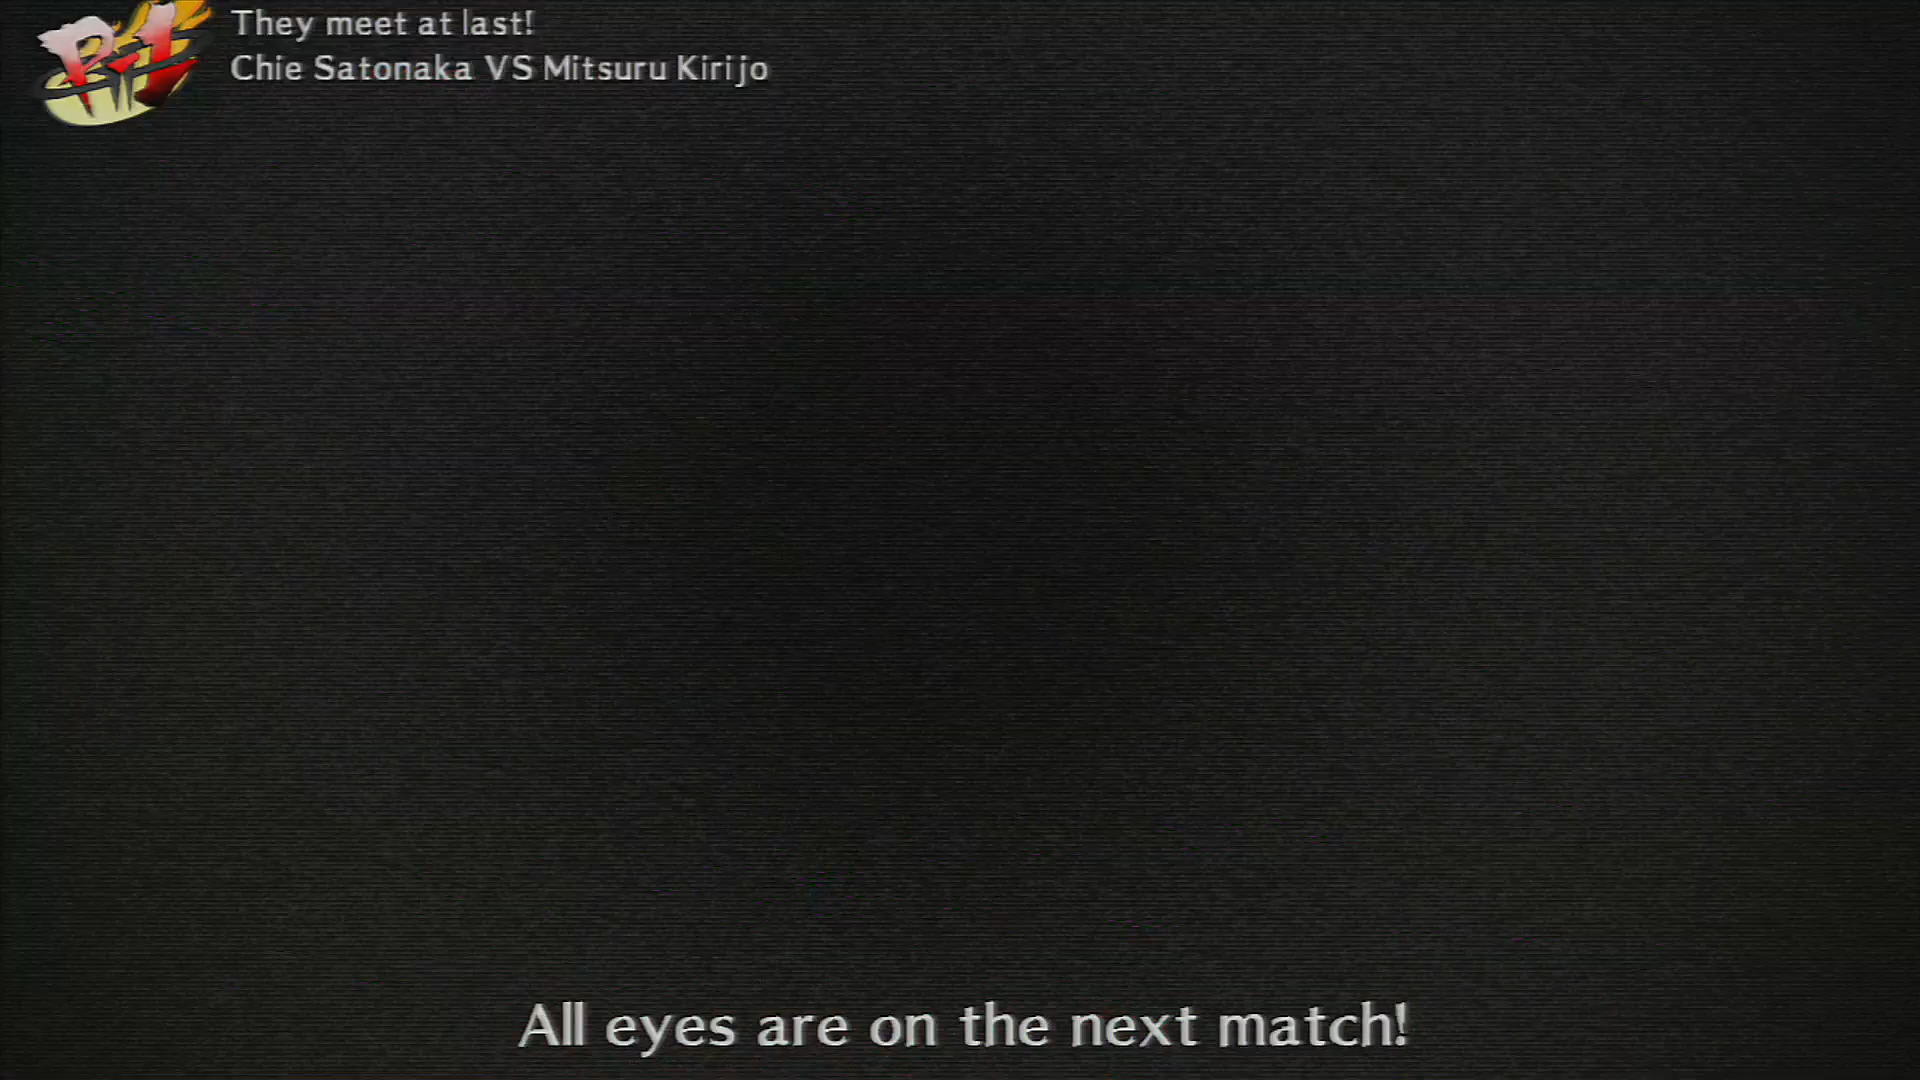 They meet at last!
Chie Satonaka VS Mitsuru Kirijo
All eyes are on the next match!